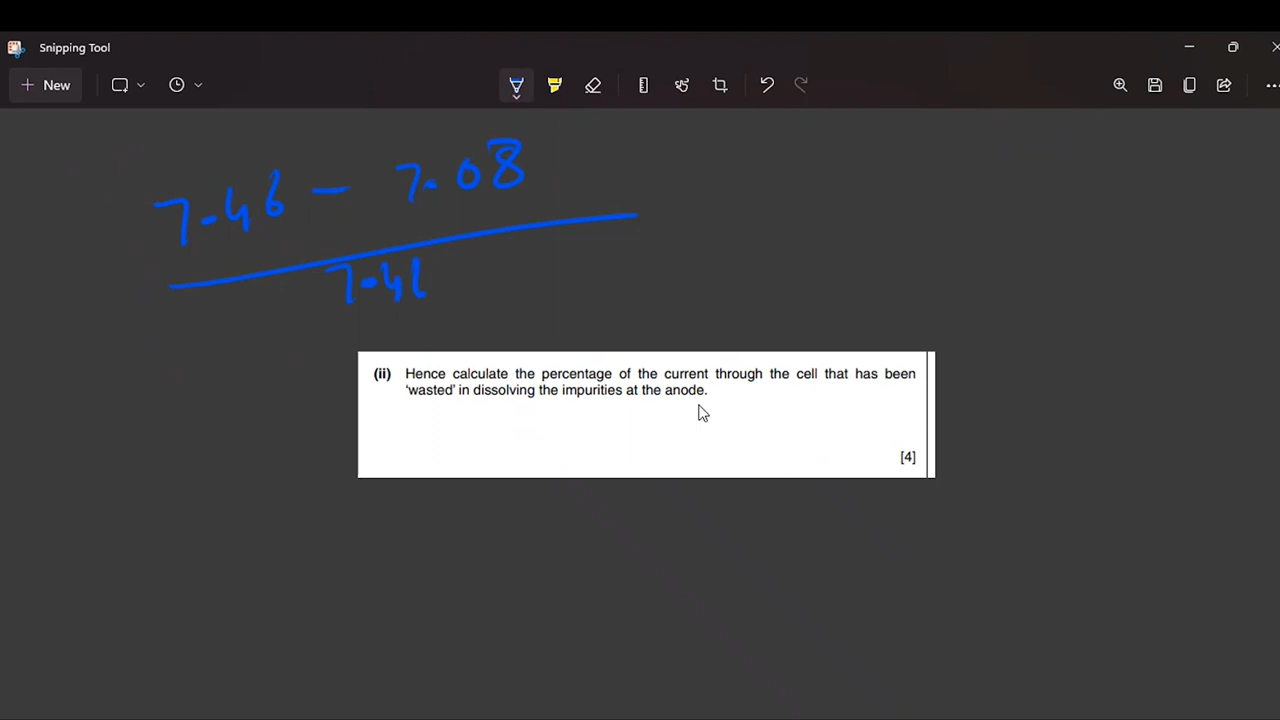 Snipping Tool
New
7.46 - 7.08
7.46
(ii) Hence calculate the percentage of the current through the cell that has been
‘wasted’ in dissolving the impurities at the anode.
[4]